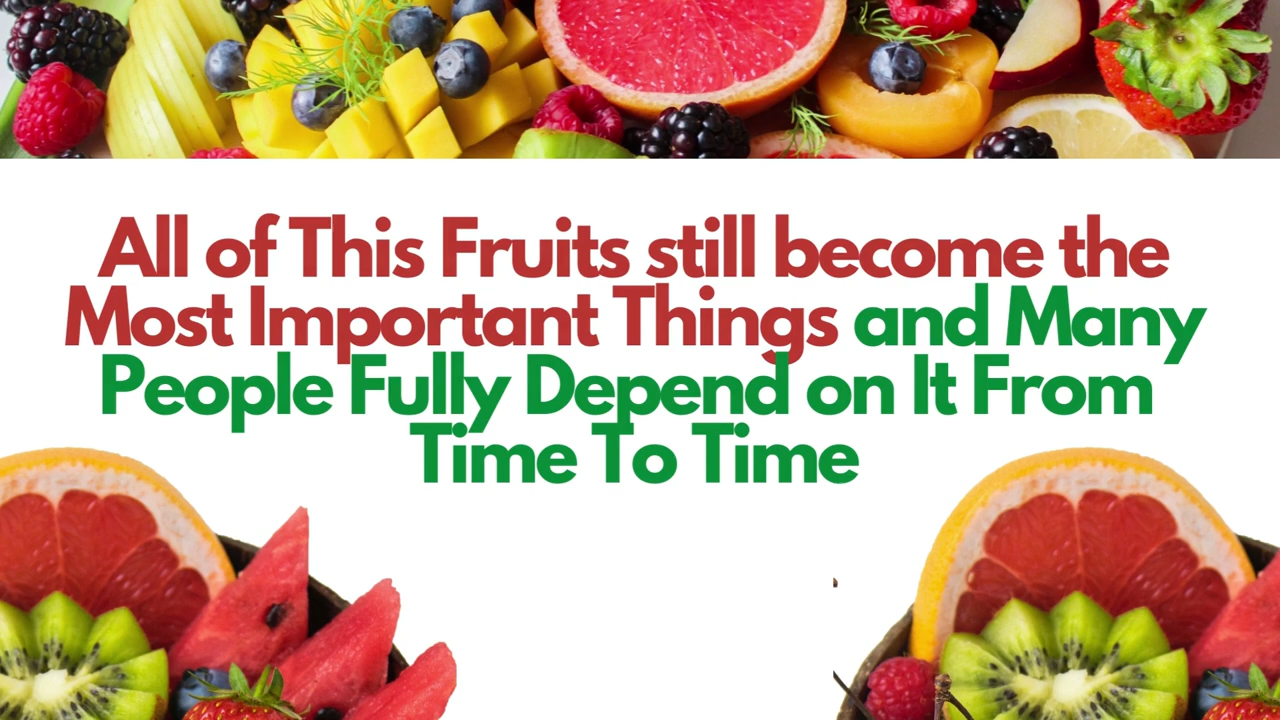 All of This Fruits still become the
Most Important Things and Many
People Fully Depend on It From
Time To Time